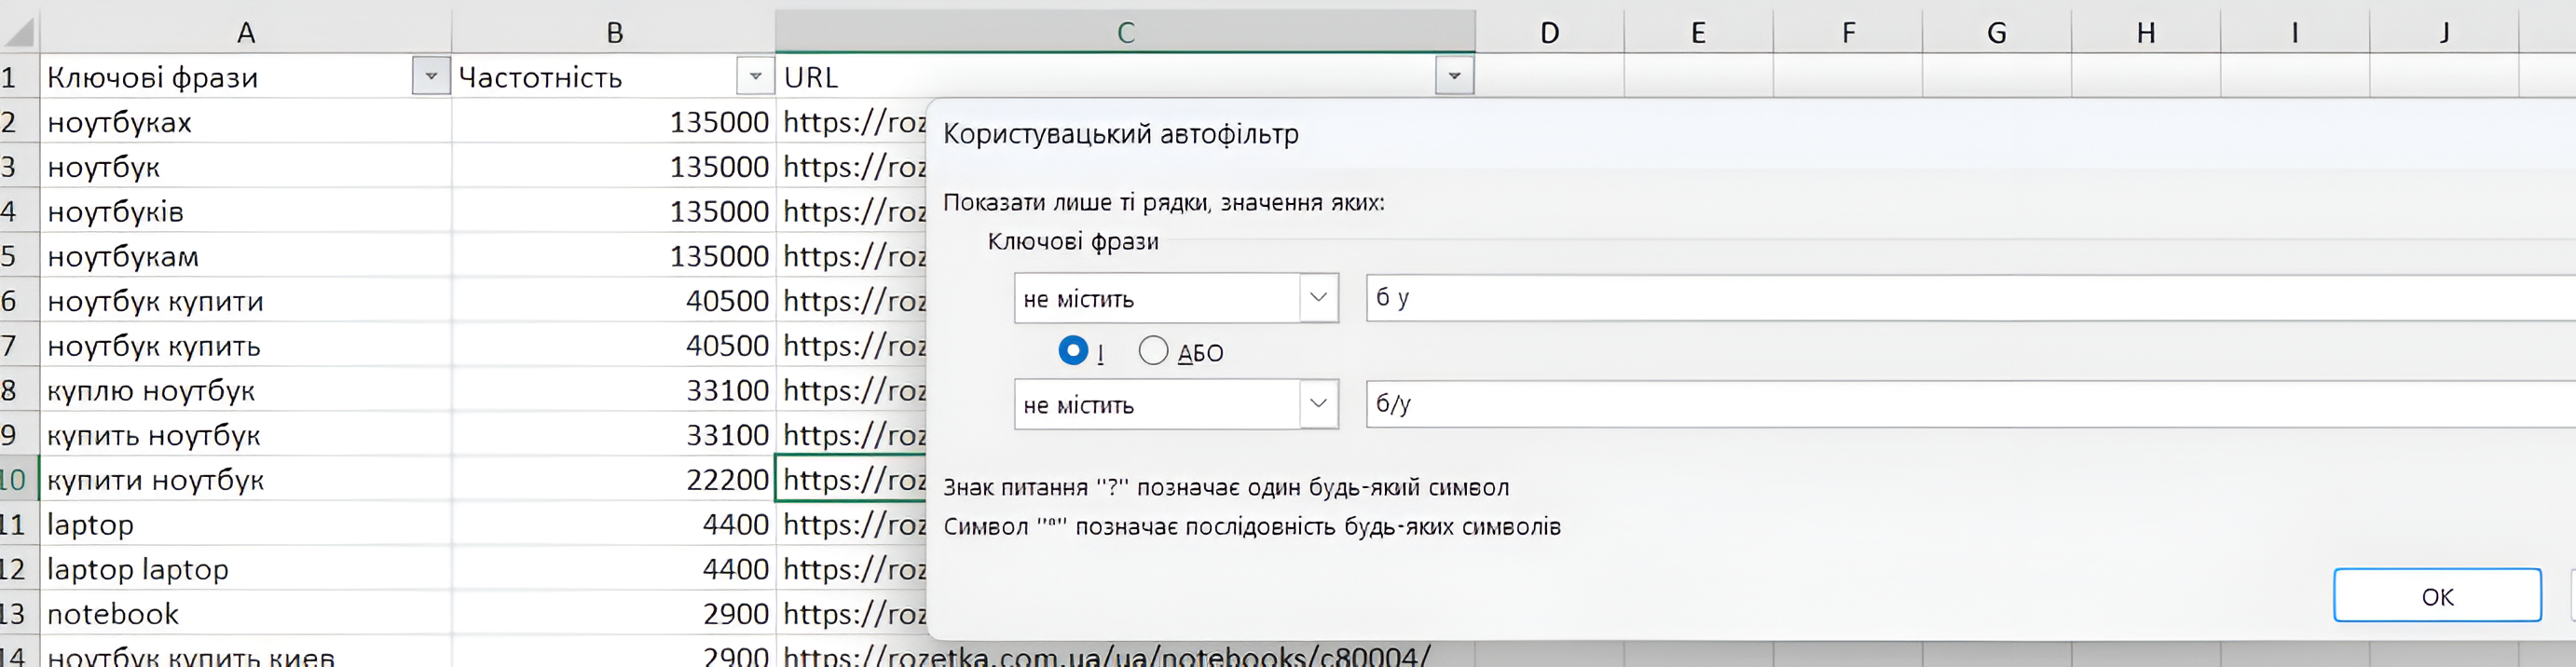 A B C D E F G H I J
1 Ключові фрази Частотність URL
2 ноутбуках 135000 https://roz
3 ноутбук 135000 https://roz
4 ноутбуків 135000 https://roz
5 ноутбукам 135000 https://roz
6 ноутбук купити 40500 https://roz
7 ноутбук купить 40500 https://roz
8 куплю ноутбук 33100 https://roz
9 купить ноутбук 33100 https://roz
10 купити ноутбук 22200 https://roz
11 laptop 4400 https://roz
12 laptop laptop 4400 https://roz
13 notebook 2900 https://roz
14 ноутбук купить киев 2900 https://rozetka.com.ua/ua/notebooks/c80004/
Користувацький автофільтр
Показати лише ті рядки, значення яких:
Ключові фрази
не містить б у
І АБО
не містить б/у
Знак питання "?" позначає один будь-який символ
Символ "*" позначає послідовність будь-яких символів
ОК